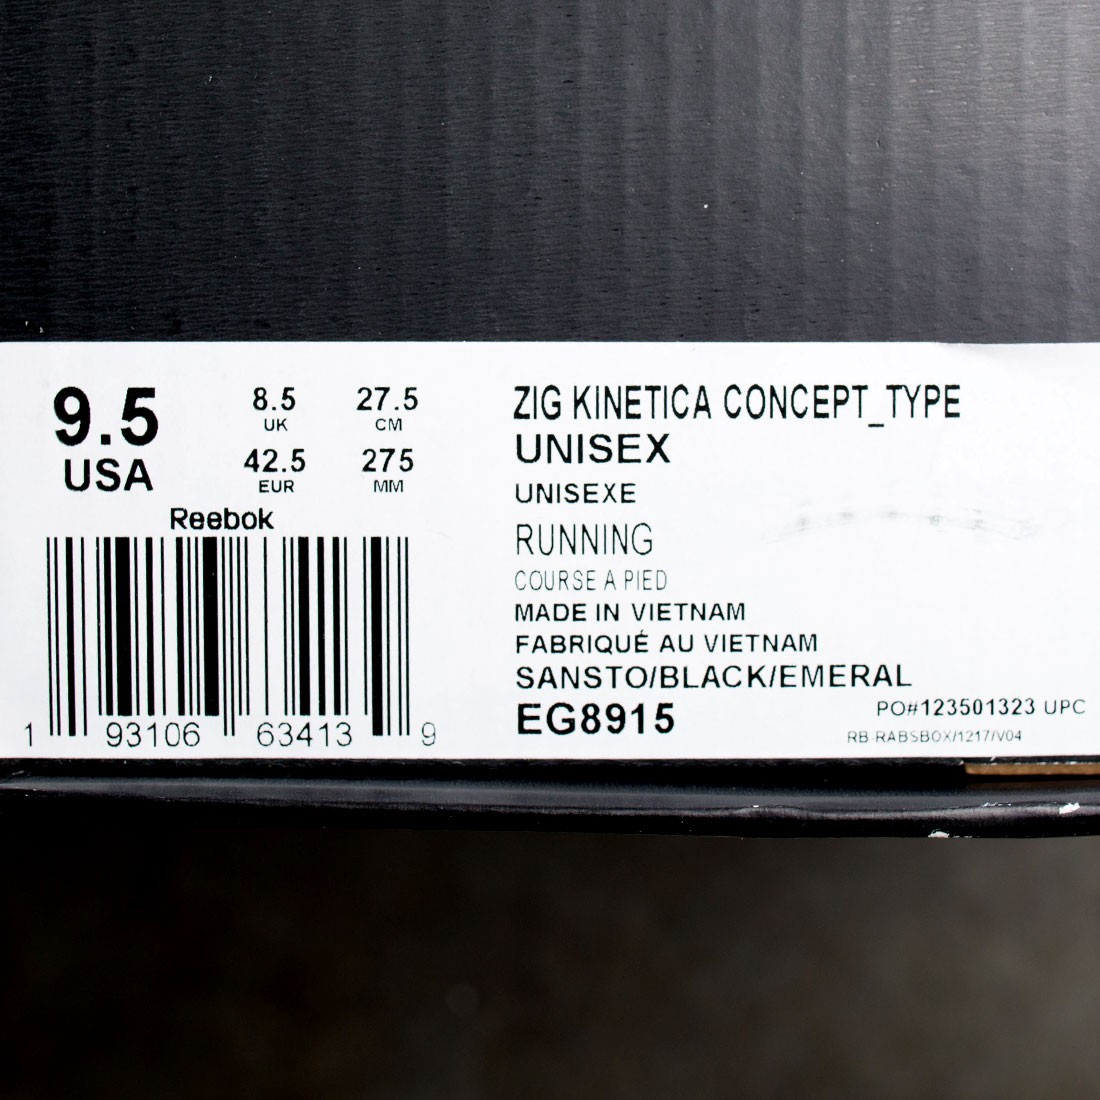 9.5
USA
8.5
UK
27.5
CM
42.5
EUR
275
MM
Reebok
1 93106 63413 9
ZIG KINETICA CONCEPT_TYPE
UNISEX
UNISEXE
RUNNING
COURSE A PIED
MADE IN VIETNAM
FABRIQUÉ AU VIETNAM
SANSTO/BLACK/EMERAL
EG8915
PO#123501323 UPC
RB-RABSBOX/1217/V04